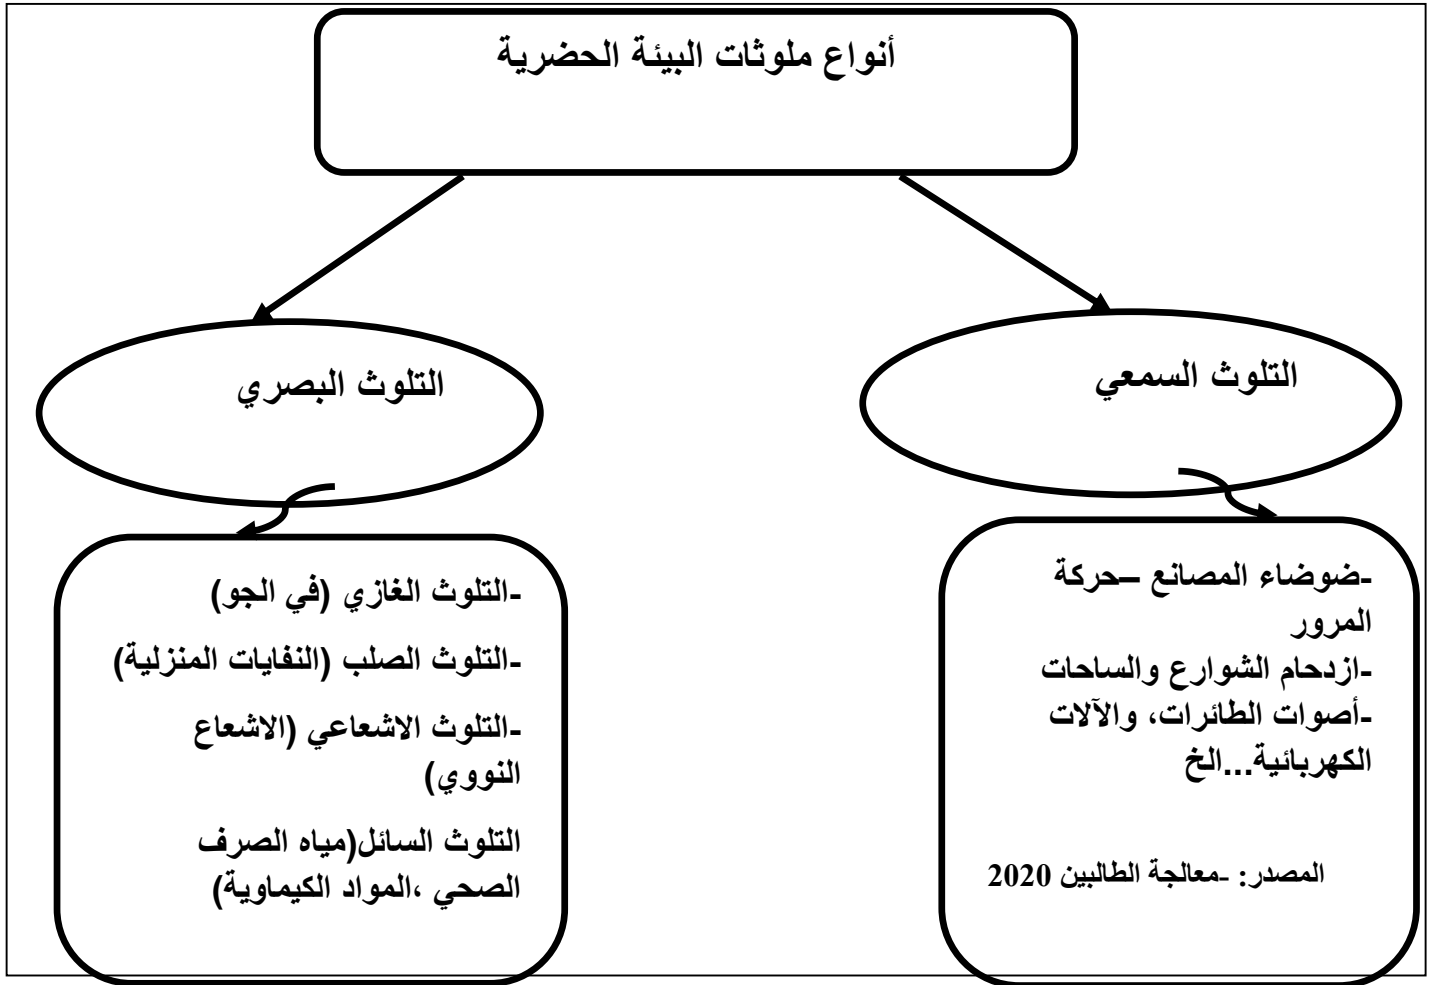 أنواع ملوثات البيئة الحضرية
التلوث السمعي
التلوث البصري
-ضوضاء المصانع –حركة
المرور
-ازدحام الشوارع والساحات
-أصوات الطائرات، والآلات
الكهربائية...الخ
المصدر: -معالجة الطالبين 2020
-التلوث الغازي (في الجو)
-التلوث الصلب (النفايات المنزلية)
-التلوث الاشعاعي (الاشعاع
النووي)
التلوث السائل(مياه الصرف
الصحي ،المواد الكيماوية)